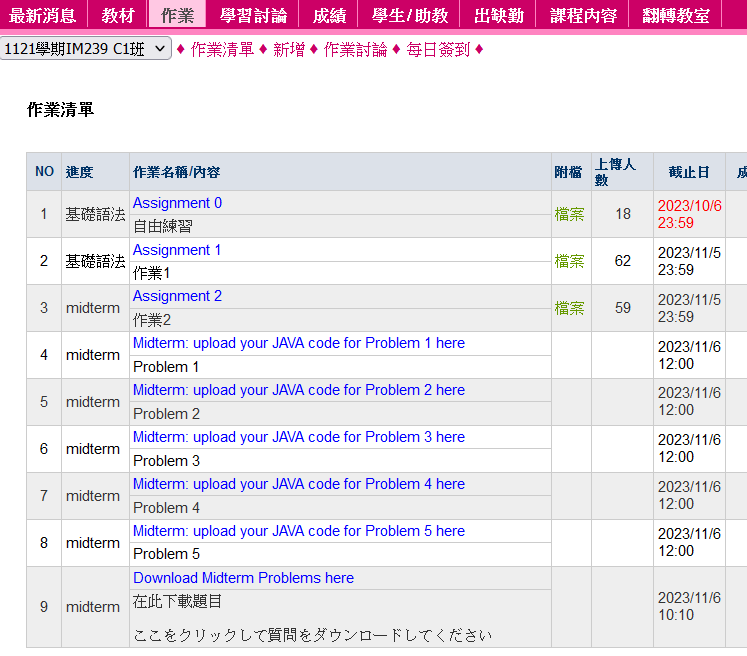 最新消息 教材 作業 學習討論 成績 學生/助教 出缺勤 課程內容 翻轉教室
1121學期IM239 C1班 ♦ 作業清單 ♦ 新增 ♦ 作業討論 ♦ 每日簽到 ♦
作業清單
NO 進度 作業名稱/內容 附檔 上傳人數 截止日
1 基礎語法 Assignment 0 檔案 18 2023/10/6 23:59
自由練習
2 基礎語法 Assignment 1 檔案 62 2023/11/5 23:59
作業1
3 midterm Assignment 2 檔案 59 2023/11/5 23:59
作業2
4 midterm Midterm: upload your JAVA code for Problem 1 here 2023/11/6 12:00
Problem 1
5 midterm Midterm: upload your JAVA code for Problem 2 here 2023/11/6 12:00
Problem 2
6 midterm Midterm: upload your JAVA code for Problem 3 here 2023/11/6 12:00
Problem 3
7 midterm Midterm: upload your JAVA code for Problem 4 here 2023/11/6 12:00
Problem 4
8 midterm Midterm: upload your JAVA code for Problem 5 here 2023/11/6 12:00
Problem 5
9 midterm Download Midterm Problems here 2023/11/6 10:10
在此下載題目
ここをクリックして質問をダウンロードしてください